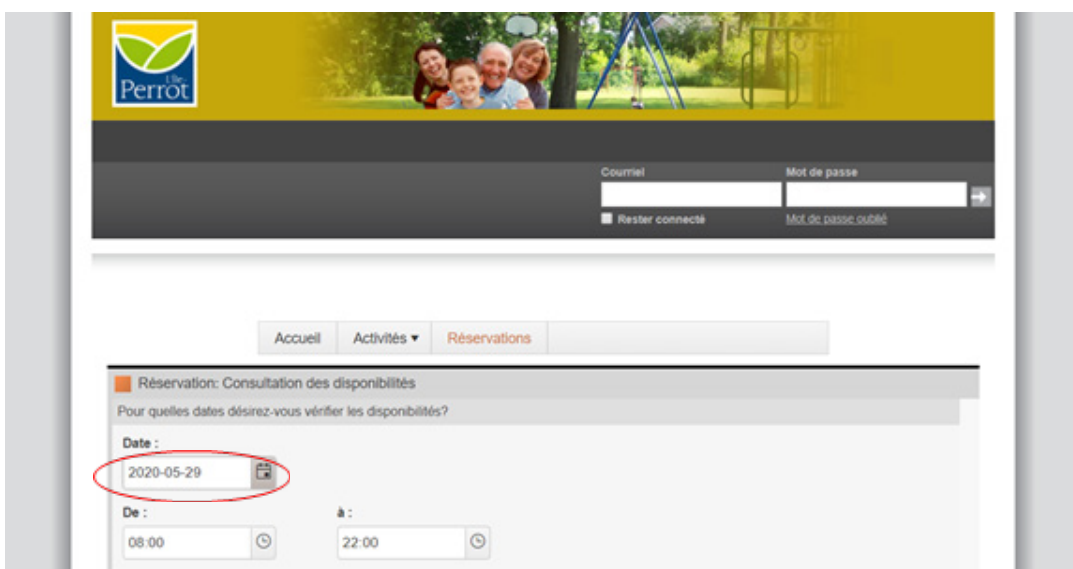 L'Île-
Perrot
Courriel Mot de passe
Rester connecté Mot de passe oublié
Accueil Activités ▾ Réservations
Réservation: Consultation des disponibilités
Pour quelles dates désirez-vous vérifier les disponibilités?
Date :
2020-05-29
De : à :
08:00 22:00